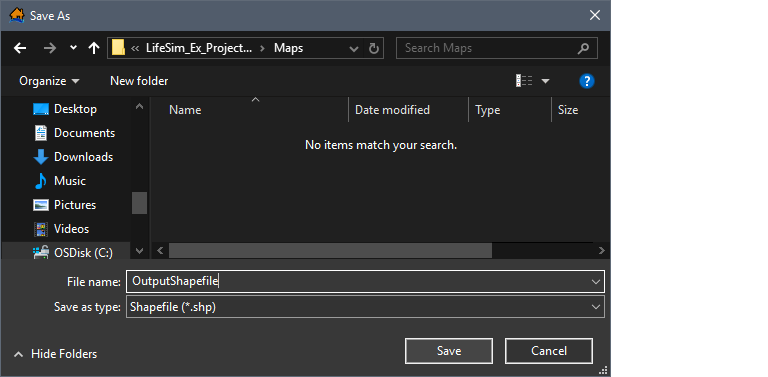 Save As
« LifeSim_Ex_Project... > Maps
Search Maps
Organize
New folder
?
Desktop
Documents
Downloads
Music
Pictures
Videos
OSDisk (C:)
Name
Date modified
Type
Size
No items match your search.
File name: OutputShapefile
Save as type: Shapefile (*.shp)
Hide Folders
Save
Cancel